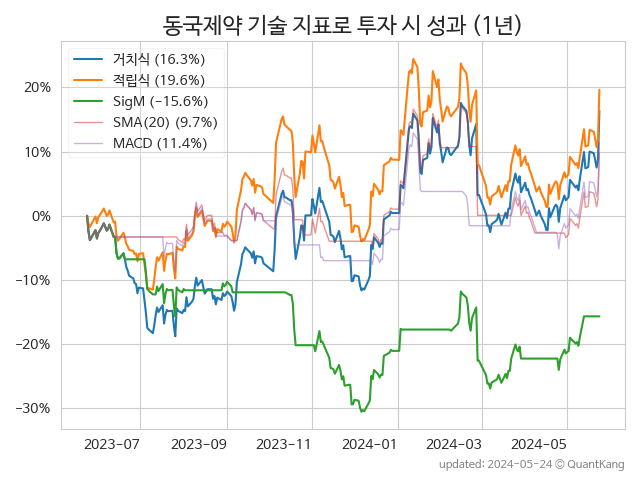 동국제약 기술 지표로 투자 시 성과 (1년)
거치식 (16.3%)
적립식 (19.6%)
SigM (−15.6%)
SMA(20) (9.7%)
MACD (11.4%)
20%
10%
0%
−10%
−20%
−30%
2023−07
2023−09
2023−11
2024−01
2024−03
2024−05
updated: 2024−05−24 ⓒ QuantKang